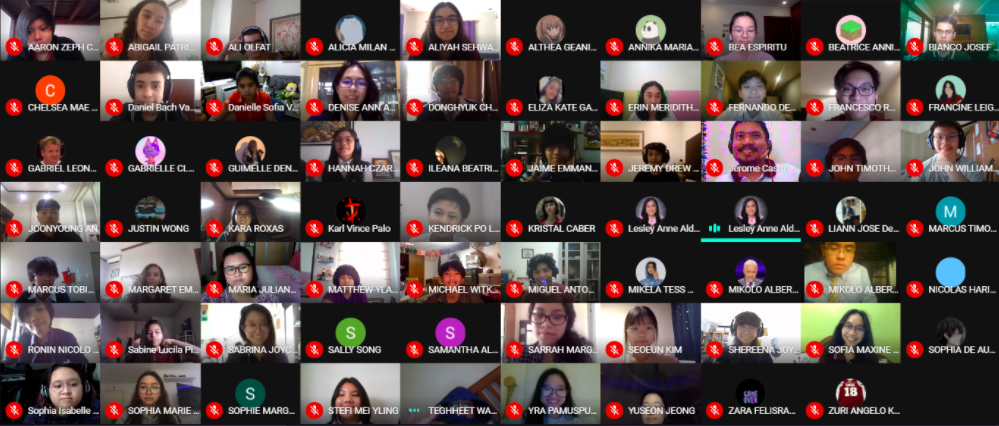 AARON ZEPH C...
ABIGAIL PATRI...
ALI OLFAT
ALICIA MILAN ...
ALIYAH SEHWA...
ALTHEA GEANI...
ANNIKA MARIA...
BEA ESPIRITU
BEATRICE ANNI...
BIANCO JOSEF ...
C
CHELSEA MAE ...
Daniel Bach Va...
Danielle Sofia V...
DENISE ANN A...
DONGHYUK CH...
ELIZA KATE GA...
ERIN MERIDITH...
FERNANDO DE...
FRANCESCO R...
FRANCINE LEIG...
GABRIEL LEON...
GABRIELLE CL...
GUIMELLE DEN...
HANNAH CZAR...
ILEANA BEATRI...
JAIME EMMAN...
JEREMY DREW ...
Jerome Castro
JOHN TIMOTH...
JOHN WILLIAM...
JOONYOUNG AN
JUSTIN WONG
KARA ROXAS
Karl Vince Palo
KENDRICK PO L...
KRISTAL CABER
Lesley Anne Ald...
Lesley Anne Ald...
LIANN JOSE De...
M
MARCUS TIMO...
MARCUS TOBI...
MARGARET EM...
MARIA JULIAN...
MATTHEW YLA...
MICHAEL WITK...
MIGUEL ANTO...
MIKELA TESS ...
MIKOLO ALBER...
MIKOLO ALBER...
NICOLAS HARI...
RONIN NICOLO ...
Sabine Lucila Pi...
SABRINA JOYC...
S
SALLY SONG
S
SAMANTHA AL...
SARRAH MARG...
SEOEUN KIM
SHEREENA JOY...
SOFIA MAXINE ...
SOPHIA DE AU...
Sophia Isabelle ...
SOPHIA MARIE ...
S
SOPHIE MARG...
STEFI MEI YLING
TEGHHEET WA...
YRA PAMUSPU...
YUSEON JEONG
GAME
OVER
ZARA FELISRA...
18
ZURI ANGELO K...